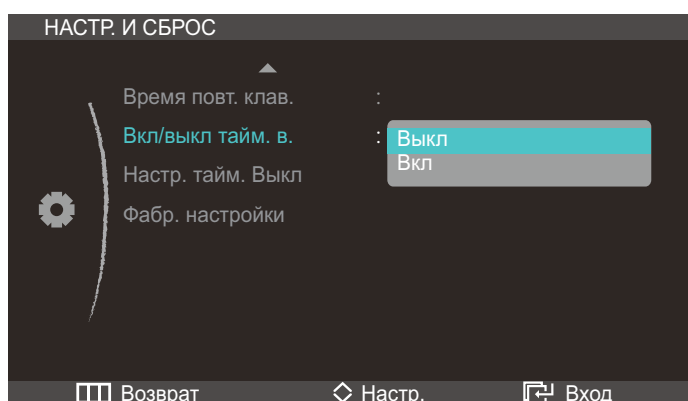 НАСТР. И СБРОС
Время повт. клав. :
Вкл/выкл тайм. в. : Выкл
Вкл
Настр. тайм. Выкл
Фабр. настройки
Возврат Настр. Вход